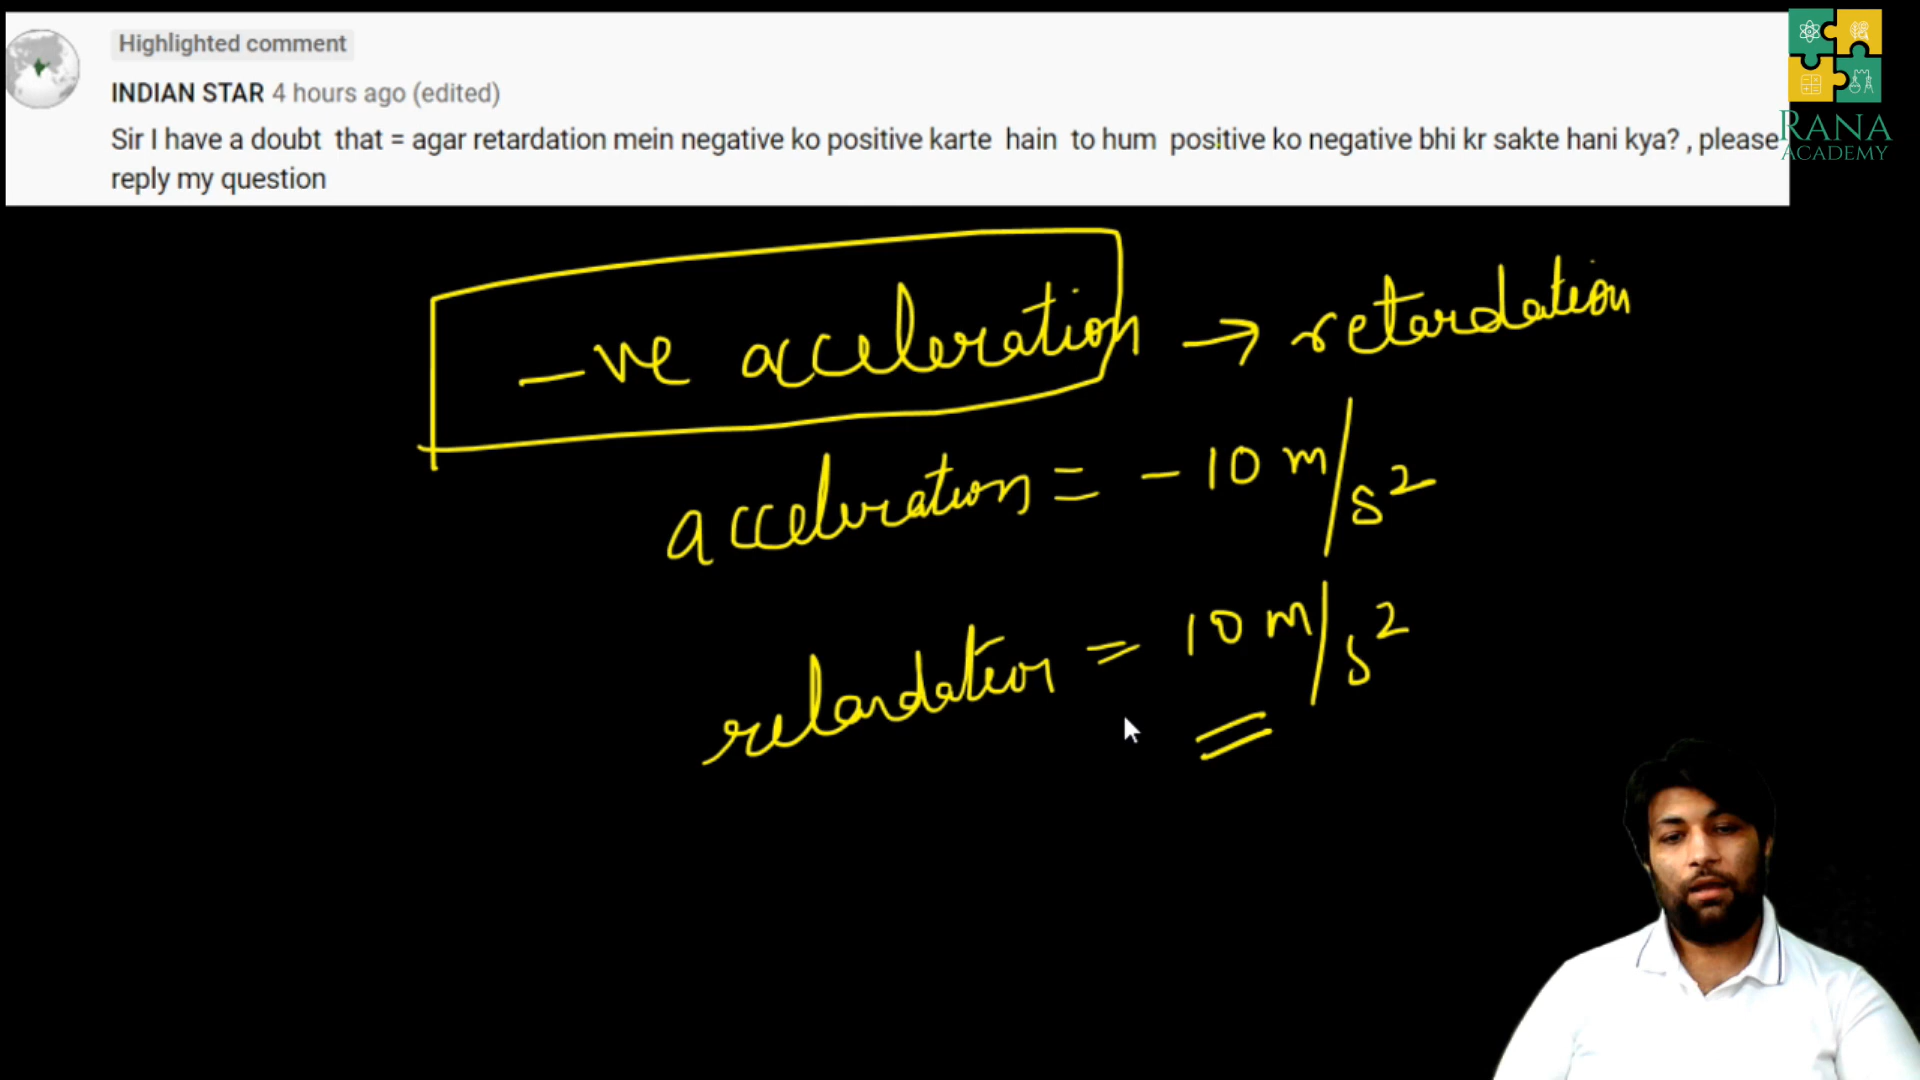 Highlighted comment
INDIAN STAR 4 hours ago (edited)
Sir I have a doubt that = agar retardation mein negative ko positive karte hain to hum positive ko negative bhi kr sakte hani kya? , please
reply my question
RANA
ACADEMY
-ve acceleration → retardation
acceleration = - 10 m/s²
retardation = 10 m/s²